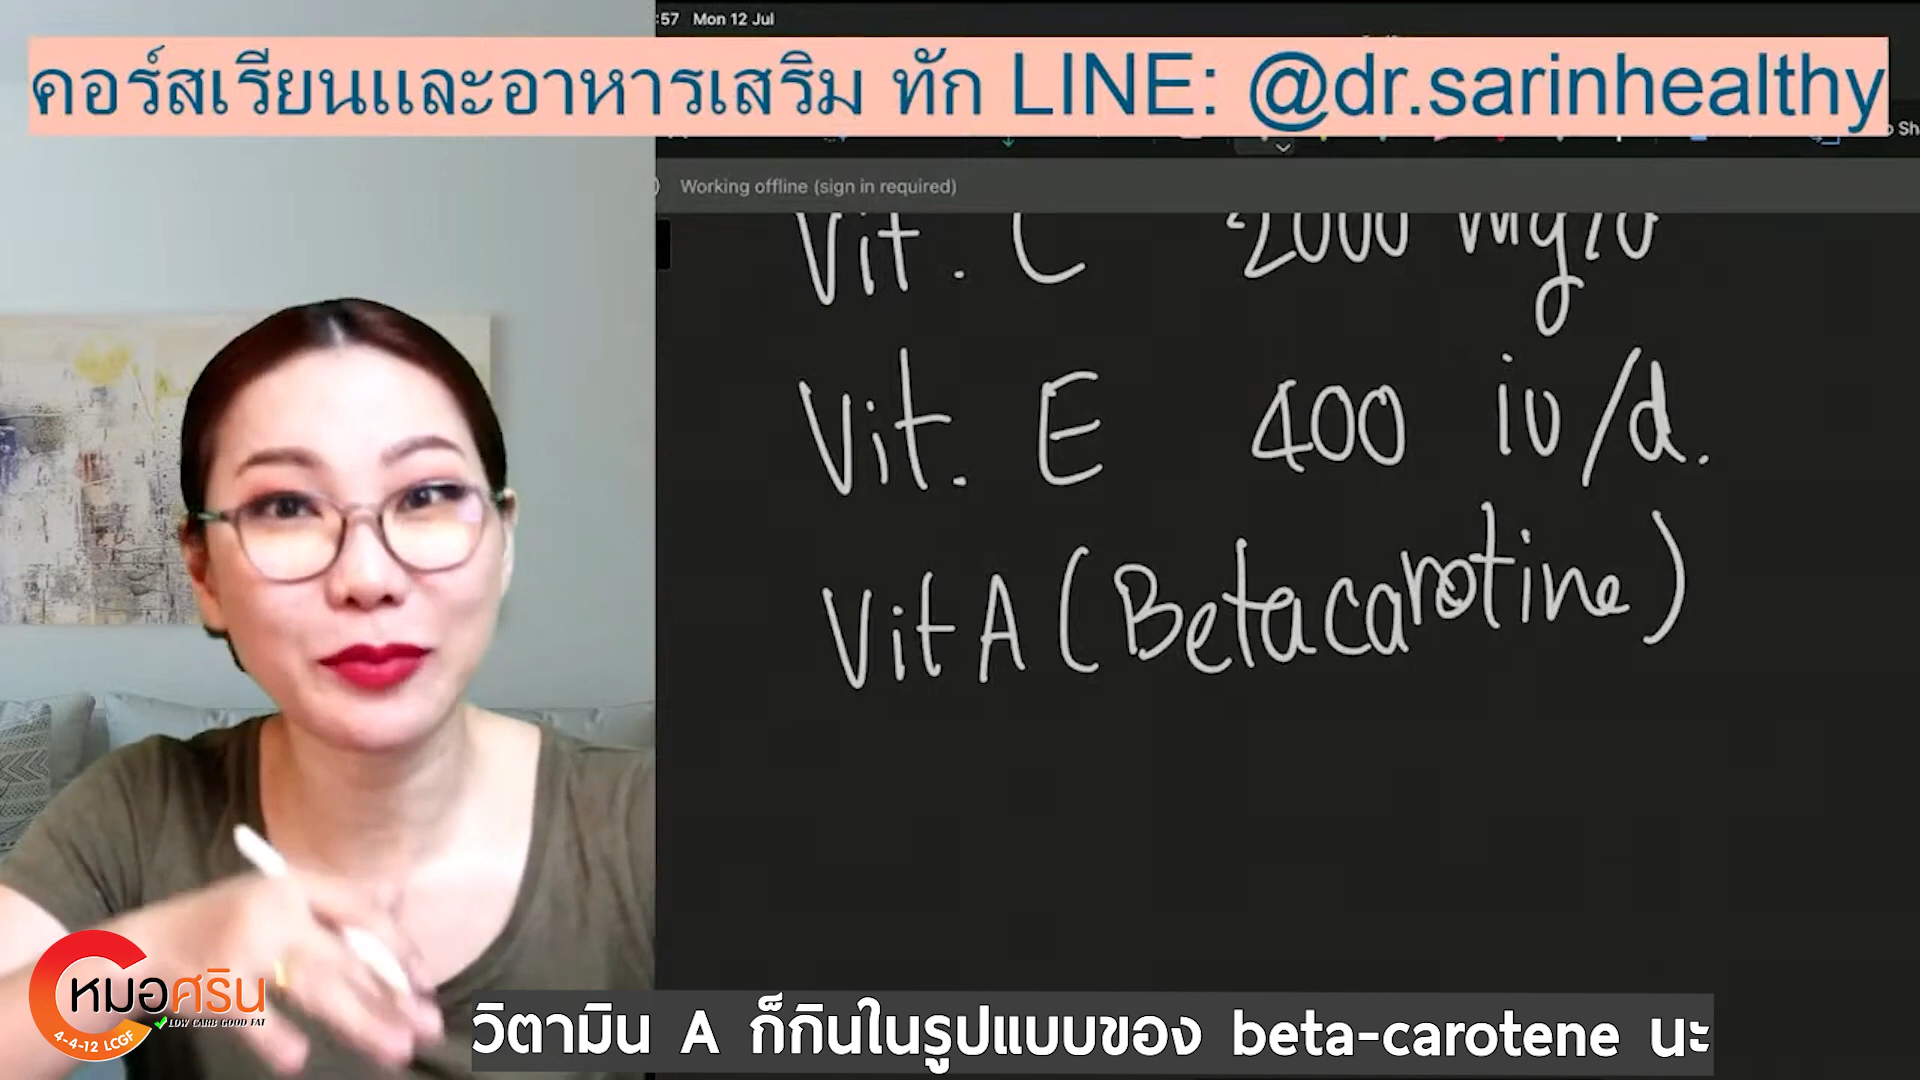 :57 Mon 12 Jul
คอร์สเรียนและอาหารเสริม ทัก LINE: @dr.sarinhealthy
Working offline (sign in required)
Vit. C 2000 mg/d
Vit. E 400 iu/d.
Vit A (Betacarotine)
หมอศริน
LOW CARB GOOD FAT
4-4-12 LCGF
วิตามิน A ก็กินในรูปแบบของ beta-carotene นะ